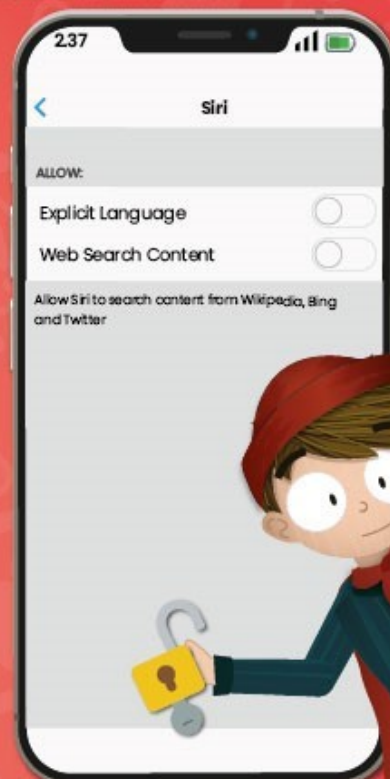 2.37
Siri
ALLOW:
Explicit Language
Web Search Content
Allow Siri to search content from Wikipedia, Bing
and Twitter